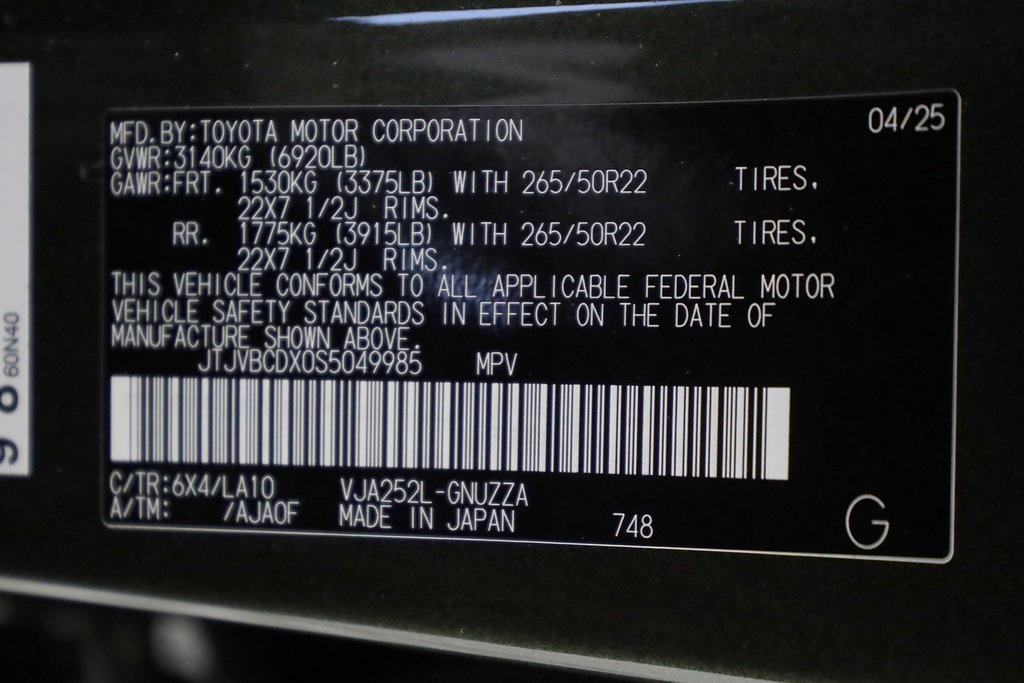 04/25
MFD.BY:TOYOTA MOTOR CORPORATION
GVWR:3140KG (6920LB)
GAWR:FRT. 1530KG (3375LB) WITH 265/50R22 TIRES.
22X7 1/2J RIMS.
RR. 1775KG (3915LB) WITH 265/50R22 TIRES.
22X7 1/2J RIMS.
THIS VEHICLE CONFORMS TO ALL APPLICABLE FEDERAL MOTOR
VEHICLE SAFETY STANDARDS IN EFFECT ON THE DATE OF
MANUFACTURE SHOWN ABOVE.
JTJVBCDX0S5049985 MPV
C/TR:6X4/LA10 VJA252L-GNUZZA
A/TM: /AJA0F MADE IN JAPAN 748
G
60N40